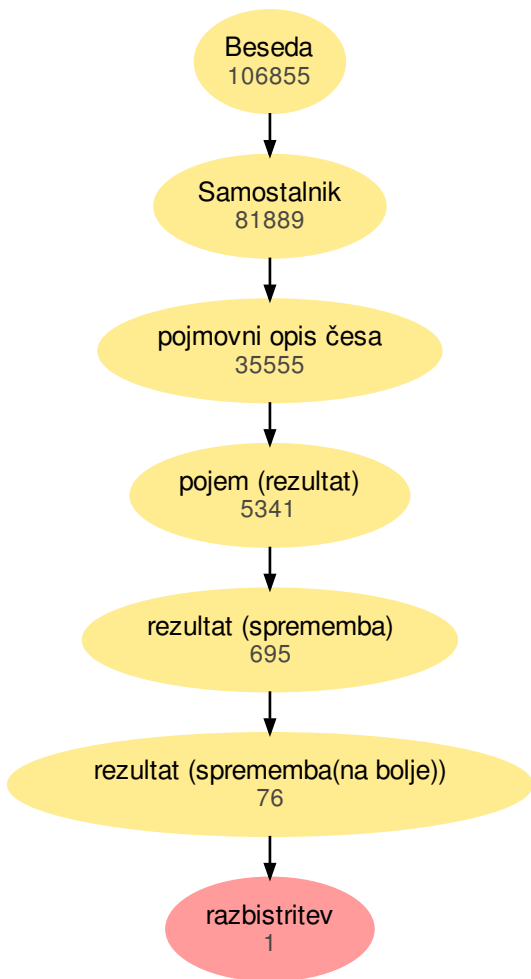 Beseda
106855
Samostalnik
81889
pojmovni opis česa
35555
pojem (rezultat)
5341
rezultat (sprememba)
695
rezultat (sprememba(na bolje))
76
razbistritev
1